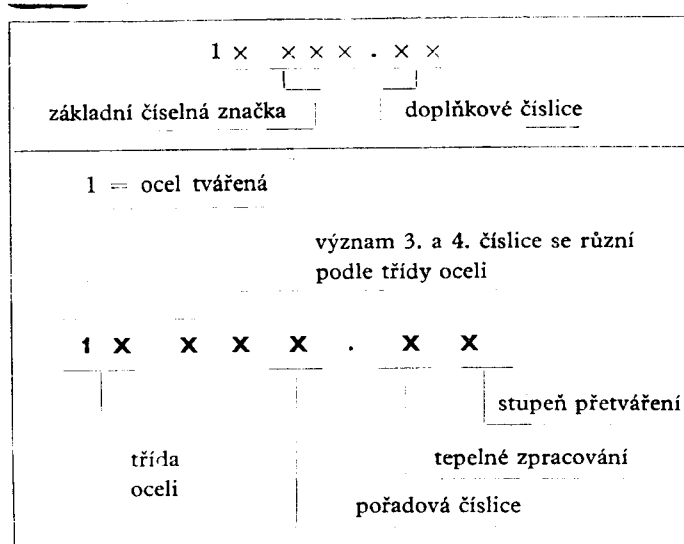 1 × × × × . × ×
základní číselná značka
doplňkové číslice
1 = ocel tvářená
význam 3. a 4. číslice se různí
podle třídy oceli
1 X X X X . X X
stupeň přetváření
třída
oceli
tepelné zpracování
pořadová číslice